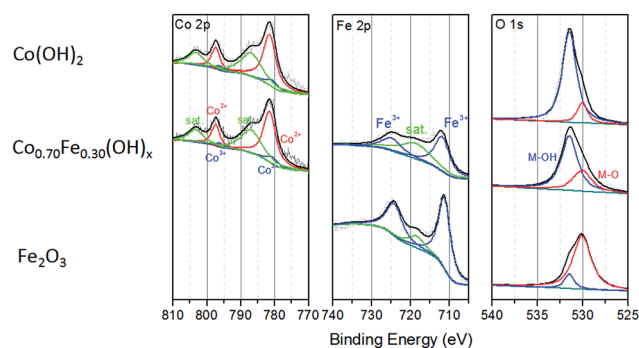 Co 2p
Fe 2p
O 1s
Co(OH)₂
Co₀.₇₀Fe₀.₃₀(OH)ₓ
Fe₂O₃
sat.
Co²⁺
sat.
Co²⁺
Co³⁺
Co³⁺
Fe³⁺
sat.
Fe³⁺
M-OH
M-O
810 800 790 780 770
740 730 720 710
540 535 530 525
Binding Energy (eV)